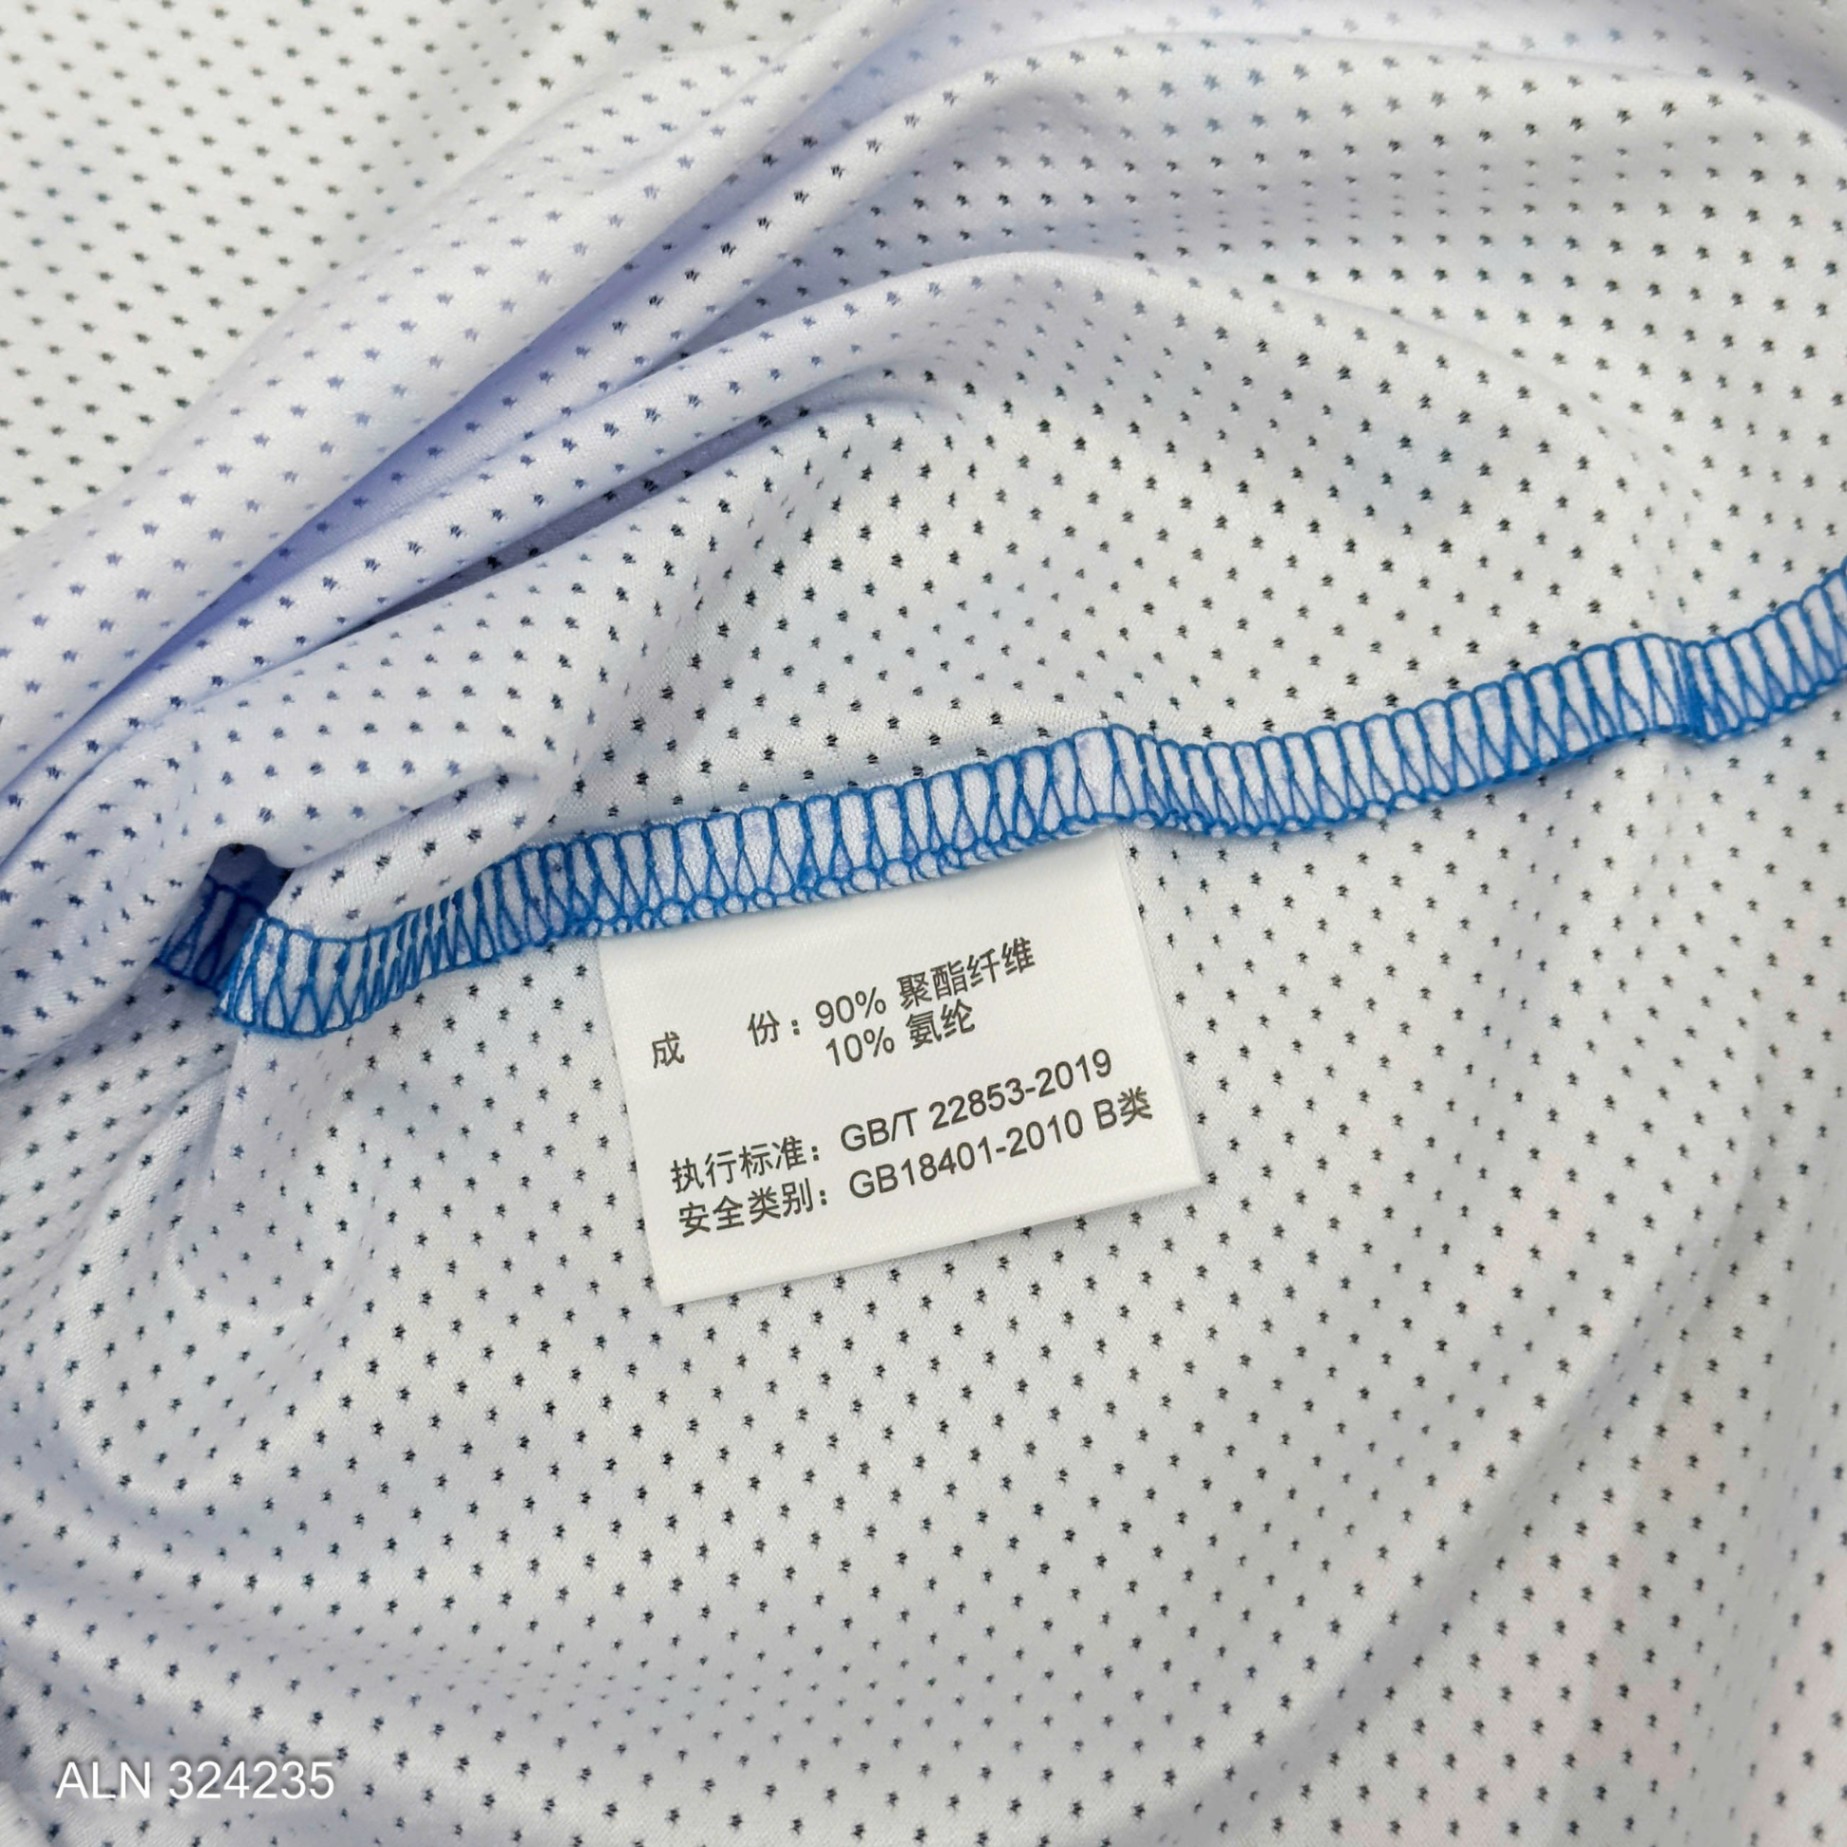 成 份：90% 聚酯纤维
10% 氨纶
执行标准：GB/T 22853-2019
安全类别：GB18401-2010 B类
ALN 324235